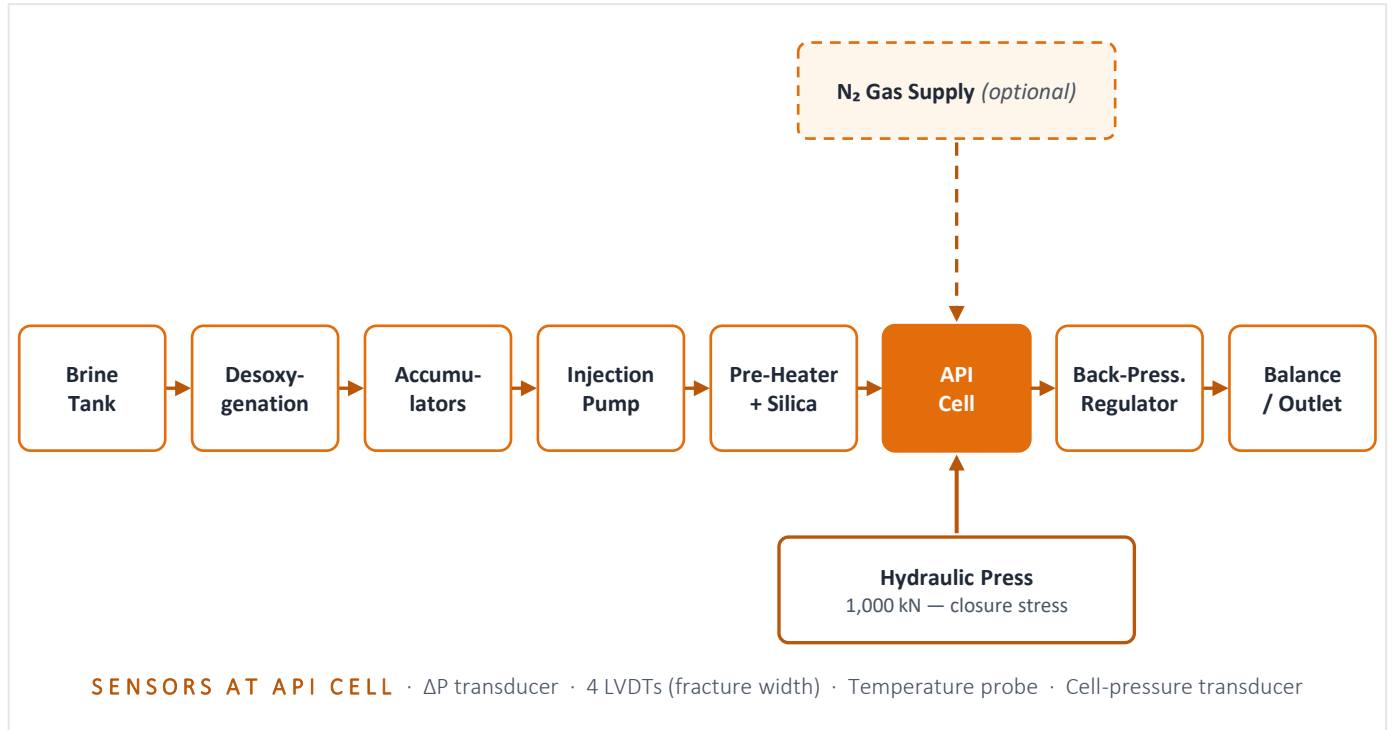 N₂ Gas Supply (optional)
Brine
Tank
Desoxy-
genation
Accumu-
lators
Injection
Pump
Pre-Heater
+ Silica
API
Cell
Back-Press.
Regulator
Balance
/ Outlet
Hydraulic Press
1,000 kN — closure stress
SENSORS AT API CELL · ΔP transducer · 4 LVDTs (fracture width) · Temperature probe · Cell-pressure transducer